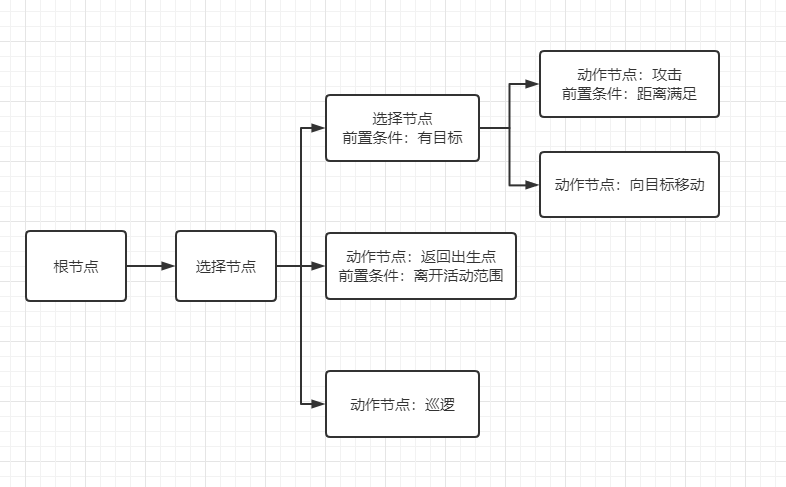 根节点
选择节点
选择节点
前置条件：有目标
动作节点：攻击
前置条件：距离满足
动作节点：向目标移动
动作节点：返回出生点
前置条件：离开活动范围
动作节点：巡逻